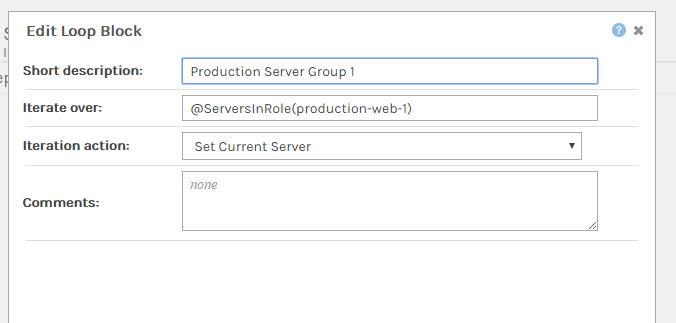 Edit Loop Block
?
Short description: Production Server Group 1
Iterate over: @ServersInRole(production-web-1)
Iteration action: Set Current Server
Comments: none